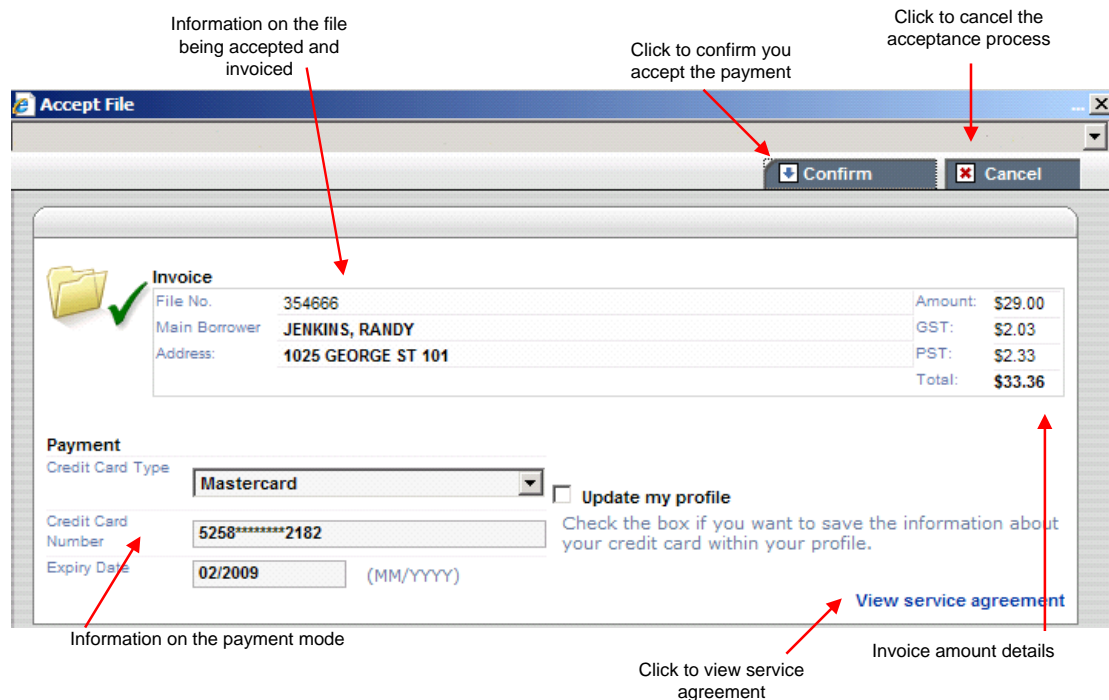 Information on the file
being accepted and
invoiced
Click to confirm you
accept the payment
Click to cancel the
acceptance process
Accept File
...
Confirm
Cancel
Invoice
File No. 354666 Amount: $29.00
Main Borrower JENKINS, RANDY GST: $2.03
Address: 1025 GEORGE ST 101 PST: $2.33
Total: $33.36
Payment
Credit Card Type Mastercard
Update my profile
Check the box if you want to save the information about
your credit card within your profile.
Credit Card
Number 5258********2182
Expiry Date 02/2009 (MM/YYYY)
View service agreement
Information on the payment mode
Click to view service
agreement
Invoice amount details